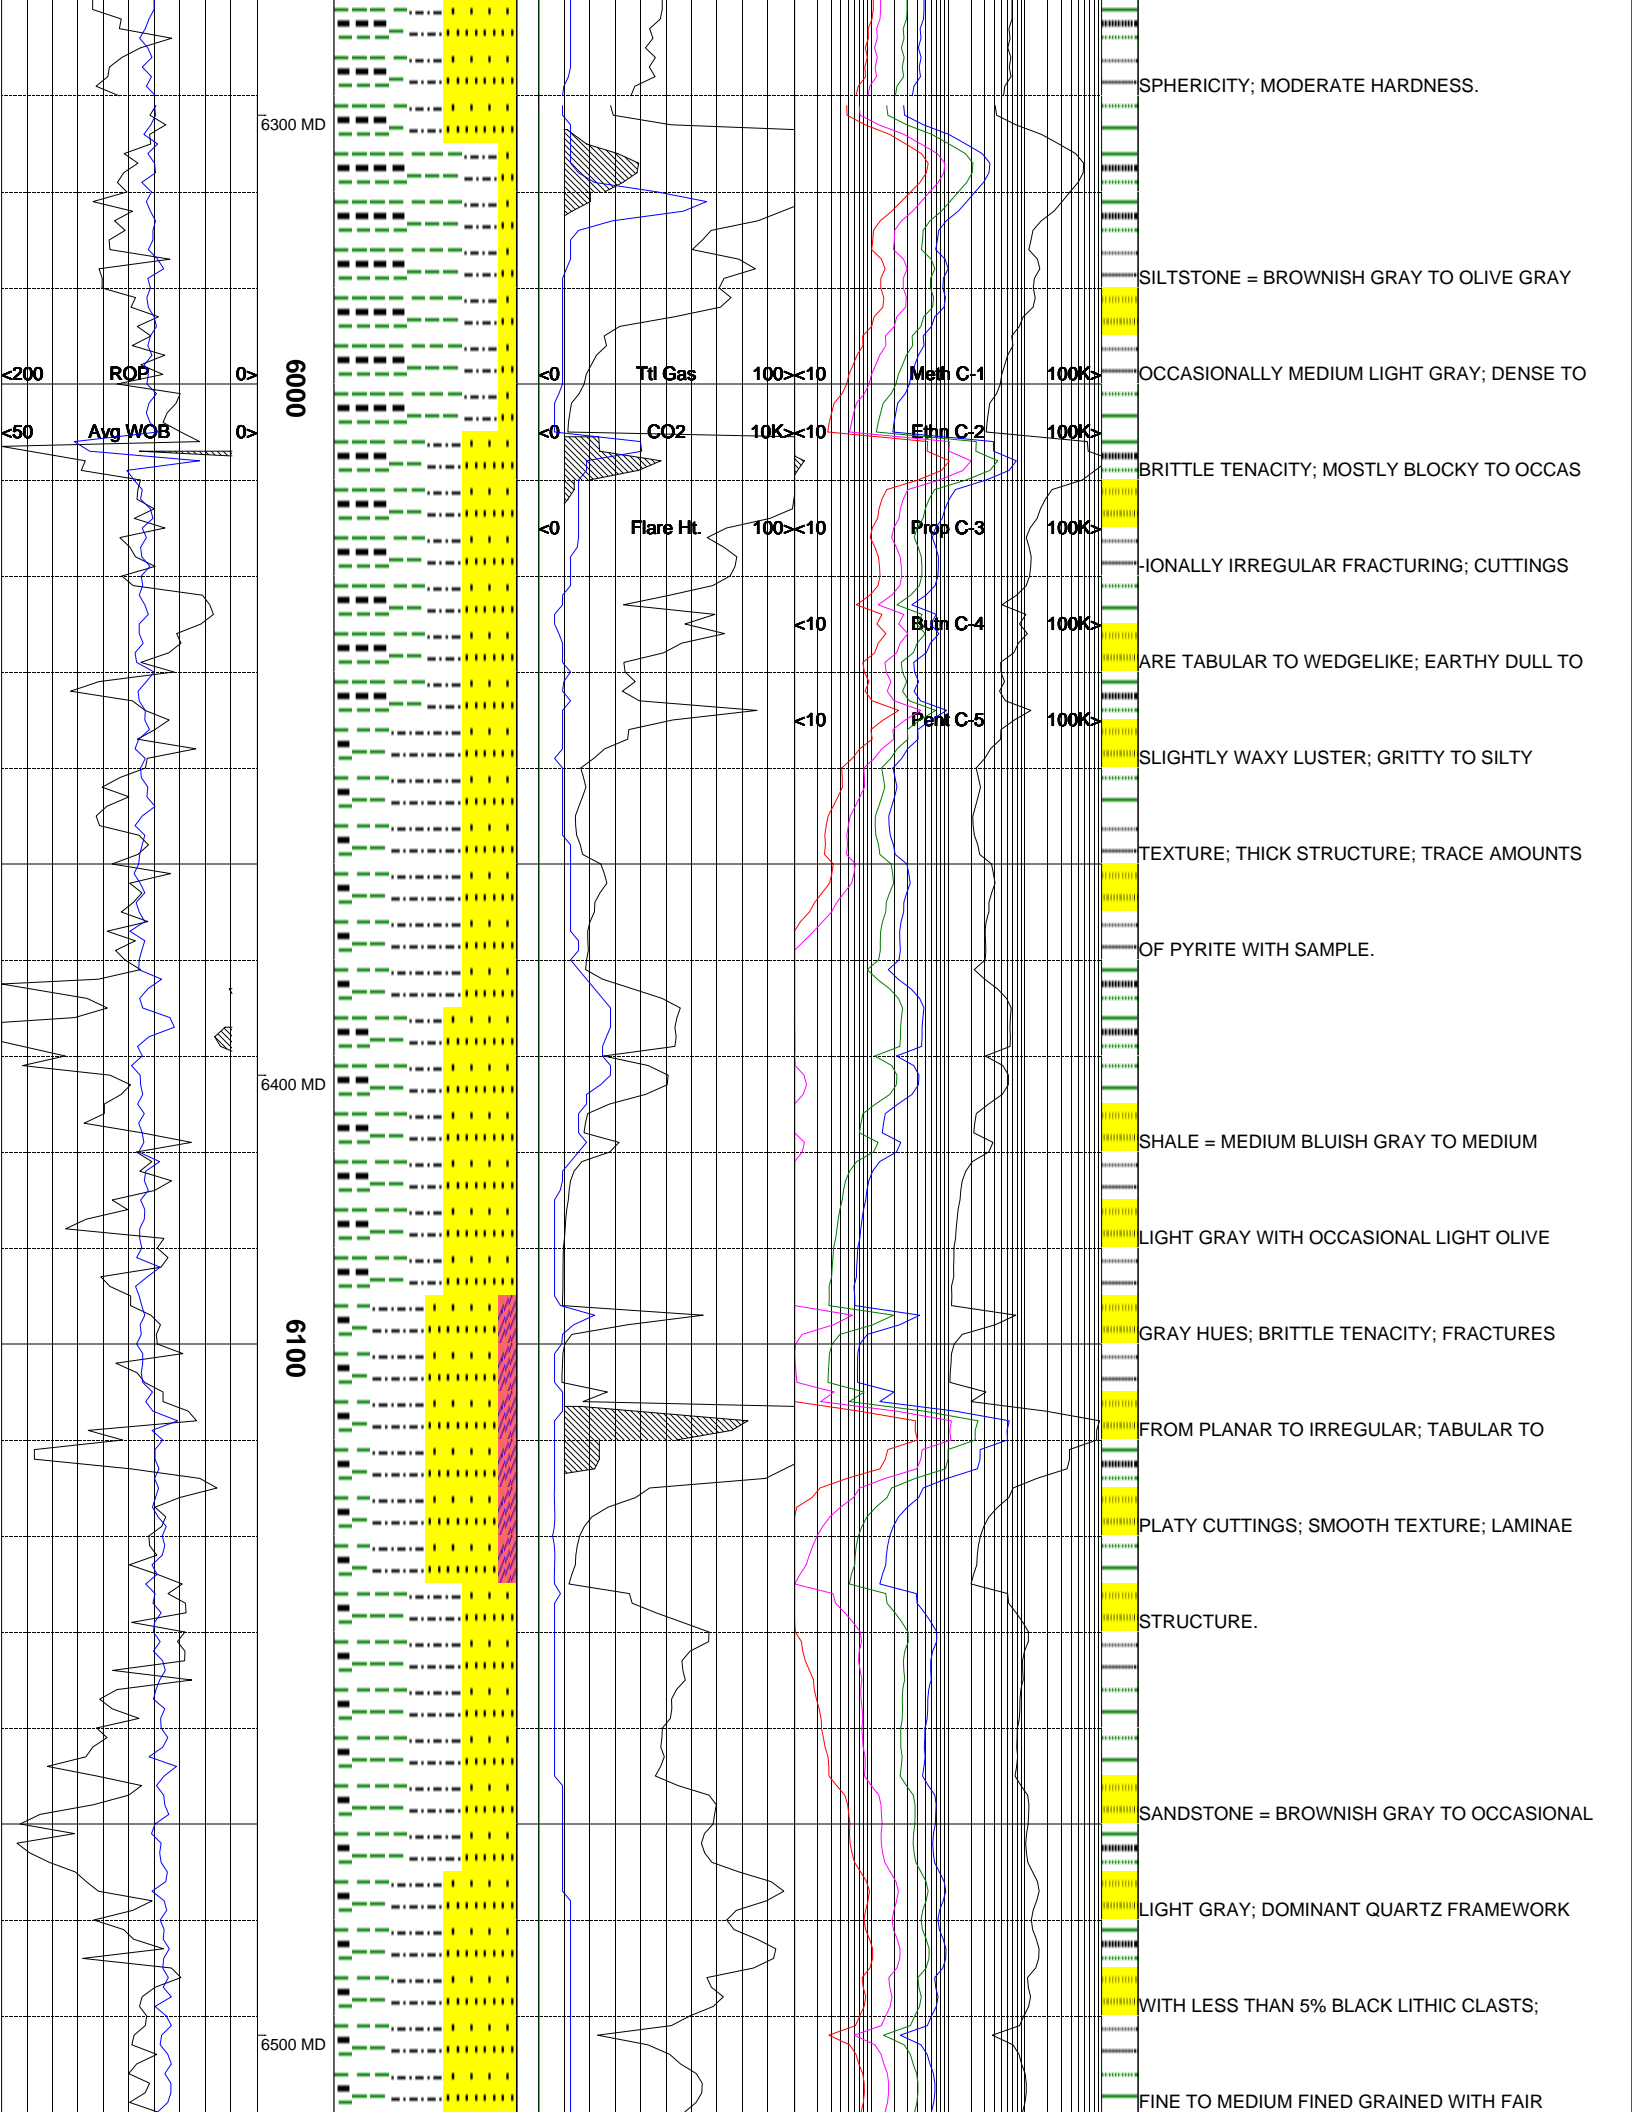 SPHERICITY; MODERATE HARDNESS.
6300 MD
SILTSTONE = BROWNISH GRAY TO OLIVE GRAY
6000
<200 ROP 0>
<0 Ttl Gas 100>
<10 Meth C-1 100K>
OCCASIONALLY MEDIUM LIGHT GRAY; DENSE TO
<50 Avg WOB 0>
<0 CO2 10K>
<10 Ethn C-2 100K>
BRITTLE TENACITY; MOSTLY BLOCKY TO OCCAS
<0 Flare Ht. 100>
<10 Prop C-3 100K>
-IONALLY IRREGULAR FRACTURING; CUTTINGS
<10 Butn C-4 100K>
ARE TABULAR TO WEDGELIKE; EARTHY DULL TO
<10 Pent C-5 100K>
SLIGHTLY WAXY LUSTER; GRITTY TO SILTY
TEXTURE; THICK STRUCTURE; TRACE AMOUNTS
OF PYRITE WITH SAMPLE.
6400 MD
SHALE = MEDIUM BLUISH GRAY TO MEDIUM
LIGHT GRAY WITH OCCASIONAL LIGHT OLIVE
6100
GRAY HUES; BRITTLE TENACITY; FRACTURES
FROM PLANAR TO IRREGULAR; TABULAR TO
PLATY CUTTINGS; SMOOTH TEXTURE; LAMINAE
STRUCTURE.
SANDSTONE = BROWNISH GRAY TO OCCASIONAL
LIGHT GRAY; DOMINANT QUARTZ FRAMEWORK
WITH LESS THAN 5% BLACK LITHIC CLASTS;
6500 MD
FINE TO MEDIUM FINED GRAINED WITH FAIR